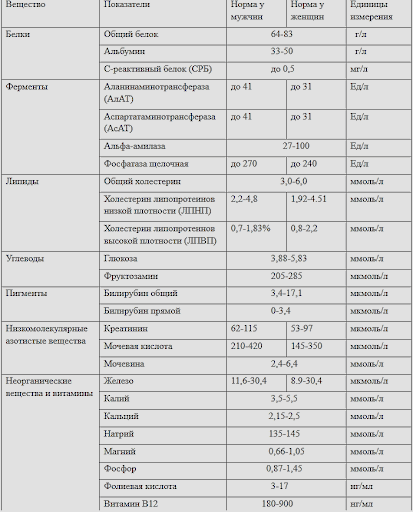 Вещество Показатели Норма у мужчин Норма у женщин Единицы измерения
Белки Общий белок 64-83 г/л
Альбумин 33-50 г/л
С-реактивный белок (СРБ) до 0,5 мг/л
Ферменты Аланинаминотрансфераза (АлАТ) до 41 до 31 Ед/л
Аспартатаминотрансфераза (АсАТ) до 41 до 31 Ед/л
Альфа-амилаза 27-100 Ед/л
Фосфатаза щелочная до 270 до 240 Ед/л
Липиды Общий холестерин 3,0-6,0 ммоль/л
Холестерин липопротеинов низкой плотности (ЛПНП) 2,2-4,8 1,92-4.51 ммоль/л
Холестерин липопротеинов высокой плотности (ЛПВП) 0,7-1,83% 0,8-2,2 ммоль/л
Углеводы Глюкоза 3,88-5,83 ммоль/л
Фруктозамин 205-285 мкмоль/л
Пигменты Билирубин общий 3,4-17,1 мкмоль/л
Билирубин прямой 0-3,4 мкмоль/л
Низкомолекулярные азотистые вещества Креатинин 62-115 53-97 мкмоль/л
Мочевая кислота 210-420 145-350 мкмоль/л
Мочевина 2,4-6,4 ммоль/л
Неорганические вещества и витамины Железо 11,6-30,4 8.9-30,4 мкмоль/л
Калий 3,5-5,5 ммоль/л
Кальций 2,15-2,5 ммоль/л
Натрий 135-145 ммоль/л
Магний 0,66-1,05 ммоль/л
Фосфор 0,87-1,45 ммоль/л
Фолиевая кислота 3-17 нг/мл
Витамин В12 180-900 нг/мл